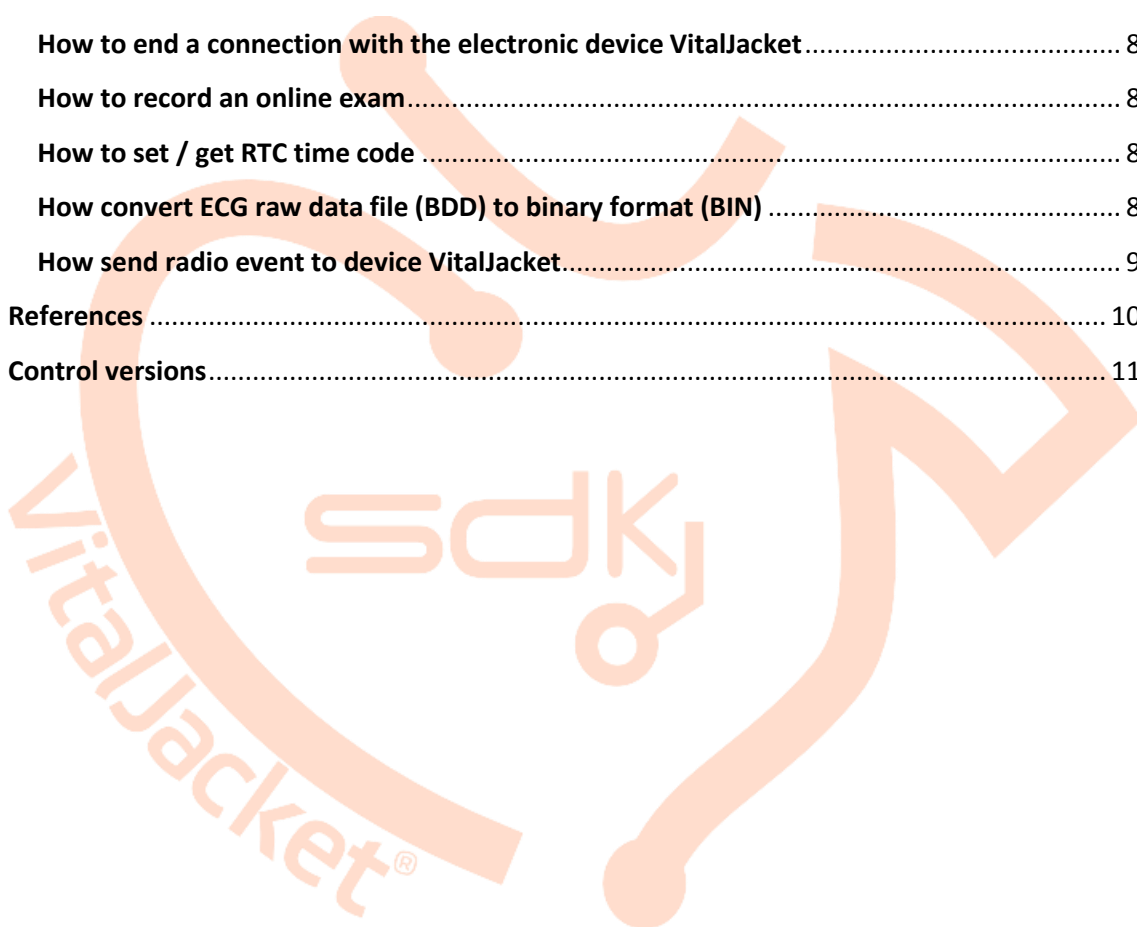 How to end a connection with the electronic device VitalJacket........................................ 8
How to record an online exam........................................................................................ 8
How to set / get RTC time code ...................................................................................... 8
How convert ECG raw data file (BDD) to binary format (BIN) ........................................... 8
How send radio event to device VitalJacket..................................................................... 9
References ..................................................................................................................... 10
Control versions.............................................................................................................. 11
sdk
VitalJacket®